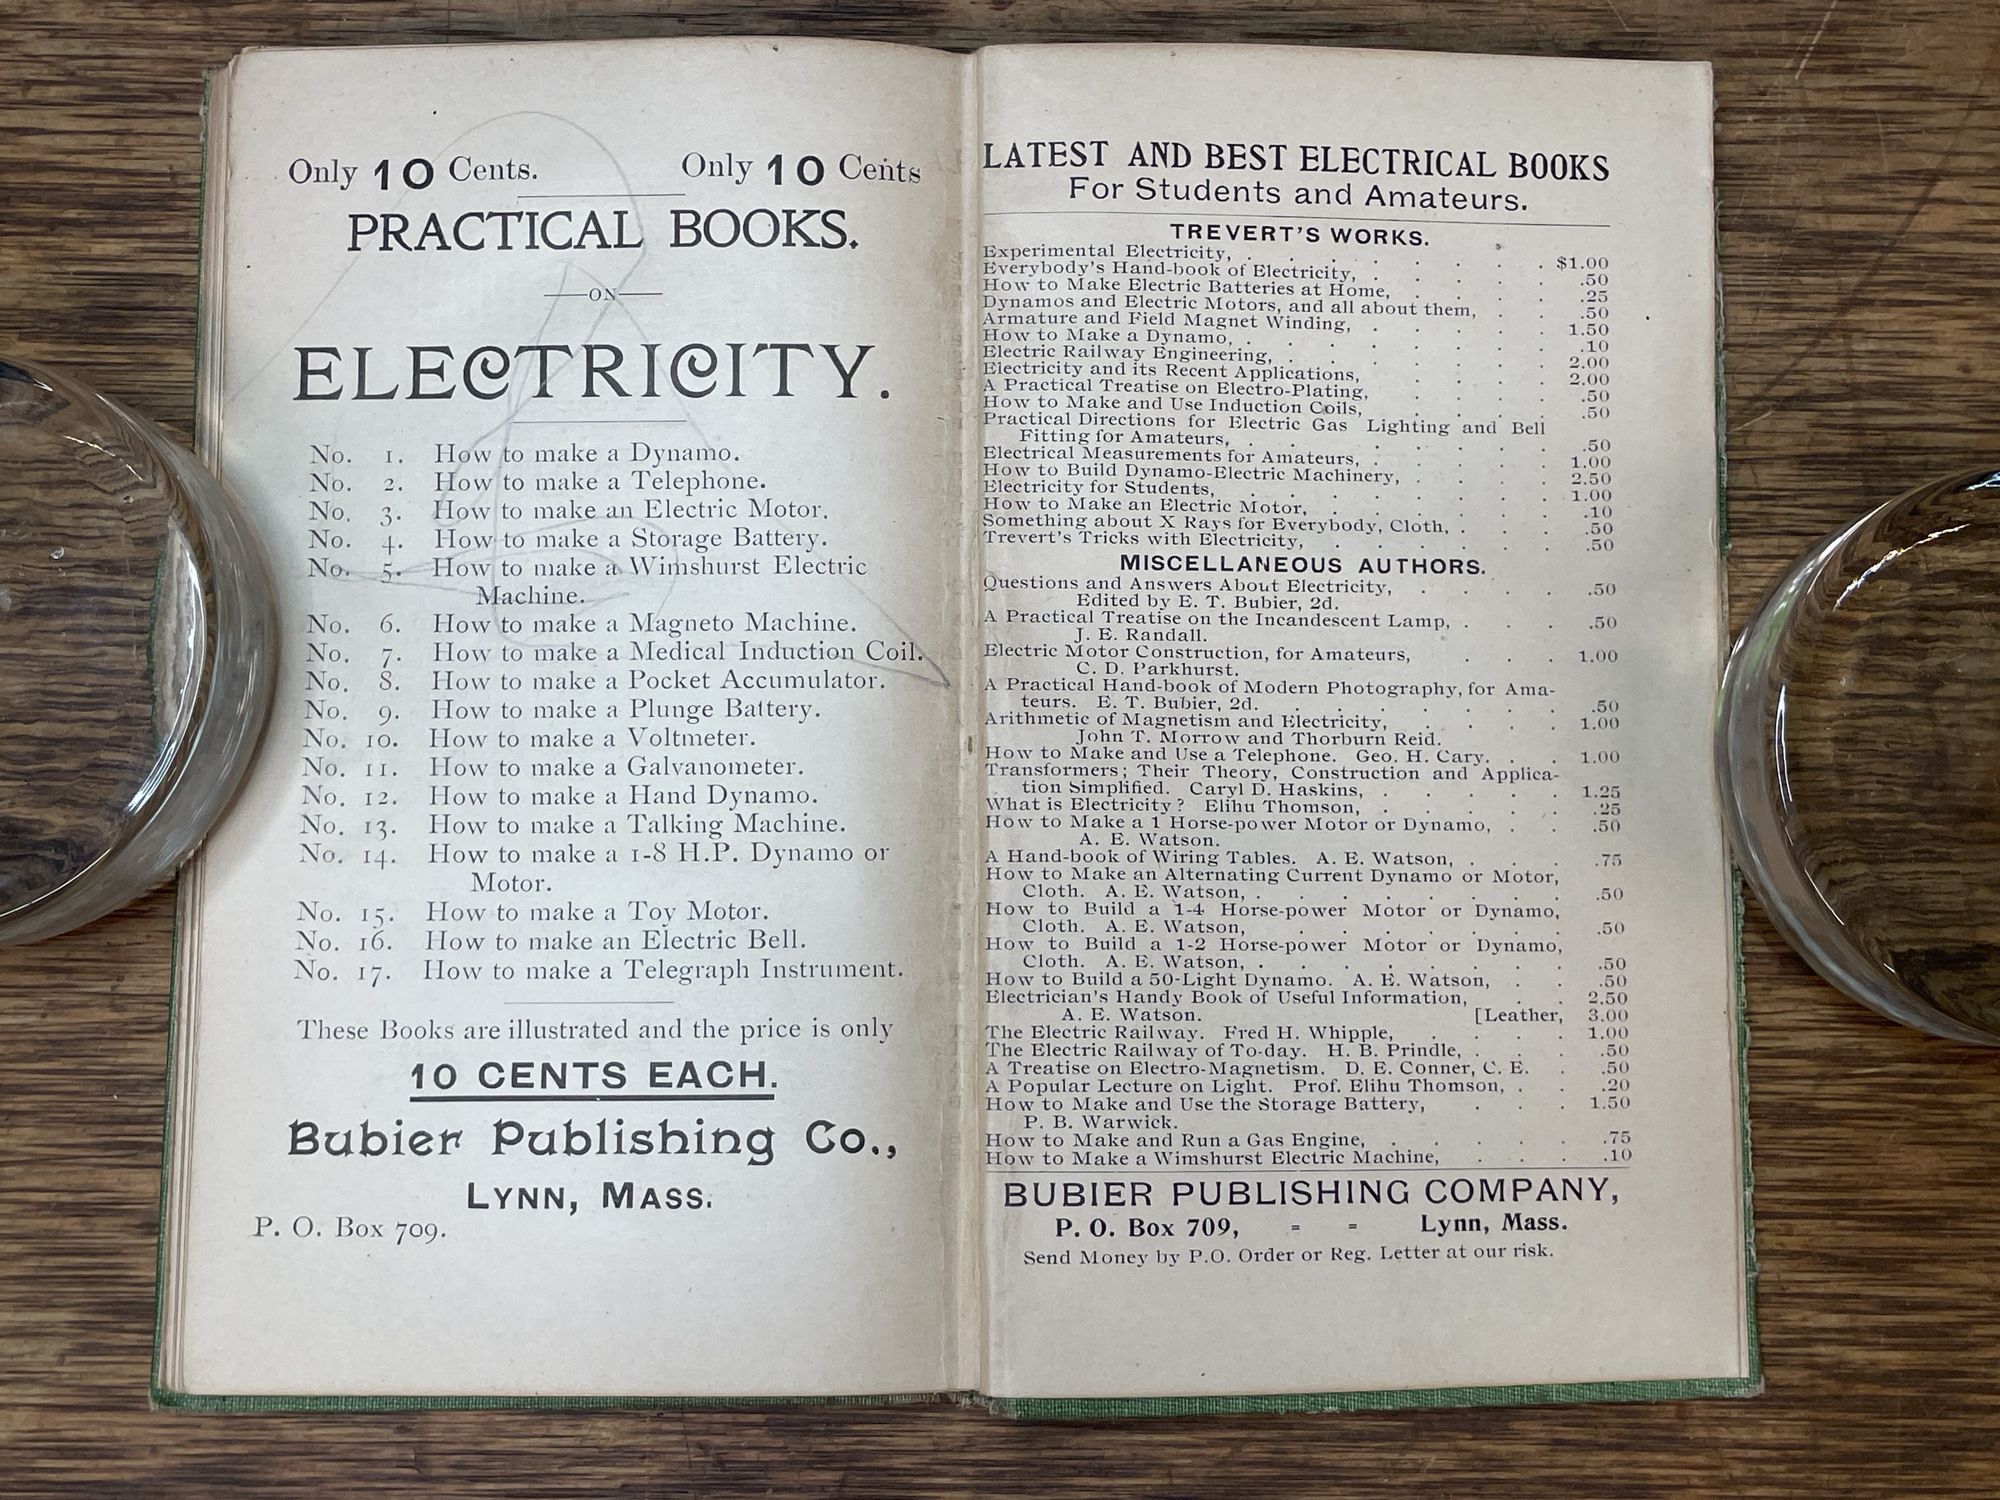 Only 10 Cents. Only 10 Cents
PRACTICAL BOOKS.
—ON—
ELECTRICITY.
No. 1. How to make a Dynamo.
No. 2. How to make a Telephone.
No. 3. How to make an Electric Motor.
No. 4. How to make a Storage Battery.
No. 5. How to make a Wimshurst Electric
Machine.
No. 6. How to make a Magneto Machine.
No. 7. How to make a Medical Induction Coil.
No. 8. How to make a Pocket Accumulator.
No. 9. How to make a Plunge Battery.
No. 10. How to make a Voltmeter.
No. 11. How to make a Galvanometer.
No. 12. How to make a Hand Dynamo.
No. 13. How to make a Talking Machine.
No. 14. How to make a 1-8 H.P. Dynamo or
Motor.
No. 15. How to make a Toy Motor.
No. 16. How to make an Electric Bell.
No. 17. How to make a Telegraph Instrument.
These Books are illustrated and the price is only
10 CENTS EACH.
Bubier Publishing Co.,
LYNN, MASS.
P. O. Box 709.
LATEST AND BEST ELECTRICAL BOOKS
For Students and Amateurs.
TREVERT'S WORKS.
Experimental Electricity, . . . . . . . $1.00
Everybody's Hand-book of Electricity, . . . . . .50
How to Make Electric Batteries at Home, . . . . .25
Dynamos and Electric Motors, and all about them, . . .50
Armature and Field Magnet Winding, . . . . . 1.50
How to Make a Dynamo, . . . . . . . .10
Electric Railway Engineering, . . . . . . . 2.00
Electricity and its Recent Applications, . . . . 2.00
A Practical Treatise on Electro-Plating, . . . . .50
How to Make and Use Induction Coils, . . . . . .50
Practical Directions for Electric Gas Lighting and Bell
Fitting for Amateurs, . . . . . . . . .50
Electrical Measurements for Amateurs, . . . . . 1.00
How to Build Dynamo-Electric Machinery, . . . . 2.50
Electricity for Students, . . . . . . . 1.00
How to Make an Electric Motor, . . . . . . .10
Something about X Rays for Everybody, Cloth, . . . .50
Trevert's Tricks with Electricity, . . . . . . .50
MISCELLANEOUS AUTHORS.
Questions and Answers About Electricity, . . . . .50
Edited by E. T. Bubier, 2d.
A Practical Treatise on the Incandescent Lamp, . . . .50
J. E. Randall.
Electric Motor Construction, for Amateurs, . . . 1.00
C. D. Parkhurst.
A Practical Hand-book of Modern Photography, for Ama-
teurs. E. T. Bubier, 2d. . . . . . . . .50
Arithmetic of Magnetism and Electricity, . . . . 1.00
John T. Morrow and Thorburn Reid.
How to Make and Use a Telephone. Geo. H. Cary. . . 1.00
Transformers; Their Theory, Construction and Applica-
tion Simplified. Caryl D. Haskins, . . . . . 1.25
What is Electricity? Elihu Thomson, . . . . . .25
How to Make a 1 Horse-power Motor or Dynamo, . . .50
A. E. Watson.
A Hand-book of Wiring Tables. A. E. Watson, . . . .75
How to Make an Alternating Current Dynamo or Motor,
Cloth. A. E. Watson, . . . . . . . . .50
How to Build a 1-4 Horse-power Motor or Dynamo,
Cloth. A. E. Watson, . . . . . . . .50
How to Build a 1-2 Horse-power Motor or Dynamo,
Cloth. A. E. Watson, . . . . . . . . .50
How to Build a 50-Light Dynamo. A. E. Watson, . . .50
Electrician's Handy Book of Useful Information, . . 2.50
A. E. Watson. [Leather, 3.00
The Electric Railway. Fred H. Whipple, . . . . 1.00
The Electric Railway of To-day. H. B. Prindle, . . . .50
A Treatise on Electro-Magnetism. D. E. Conner, C. E. . .50
A Popular Lecture on Light. Prof. Elihu Thomson, . . .20
How to Make and Use the Storage Battery, . . . 1.50
P. B. Warwick.
How to Make and Run a Gas Engine, . . . . . .75
How to Make a Wimshurst Electric Machine, . . . .10
BUBIER PUBLISHING COMPANY,
P. O. Box 709, = = Lynn, Mass.
Send Money by P.O. Order or Reg. Letter at our risk.